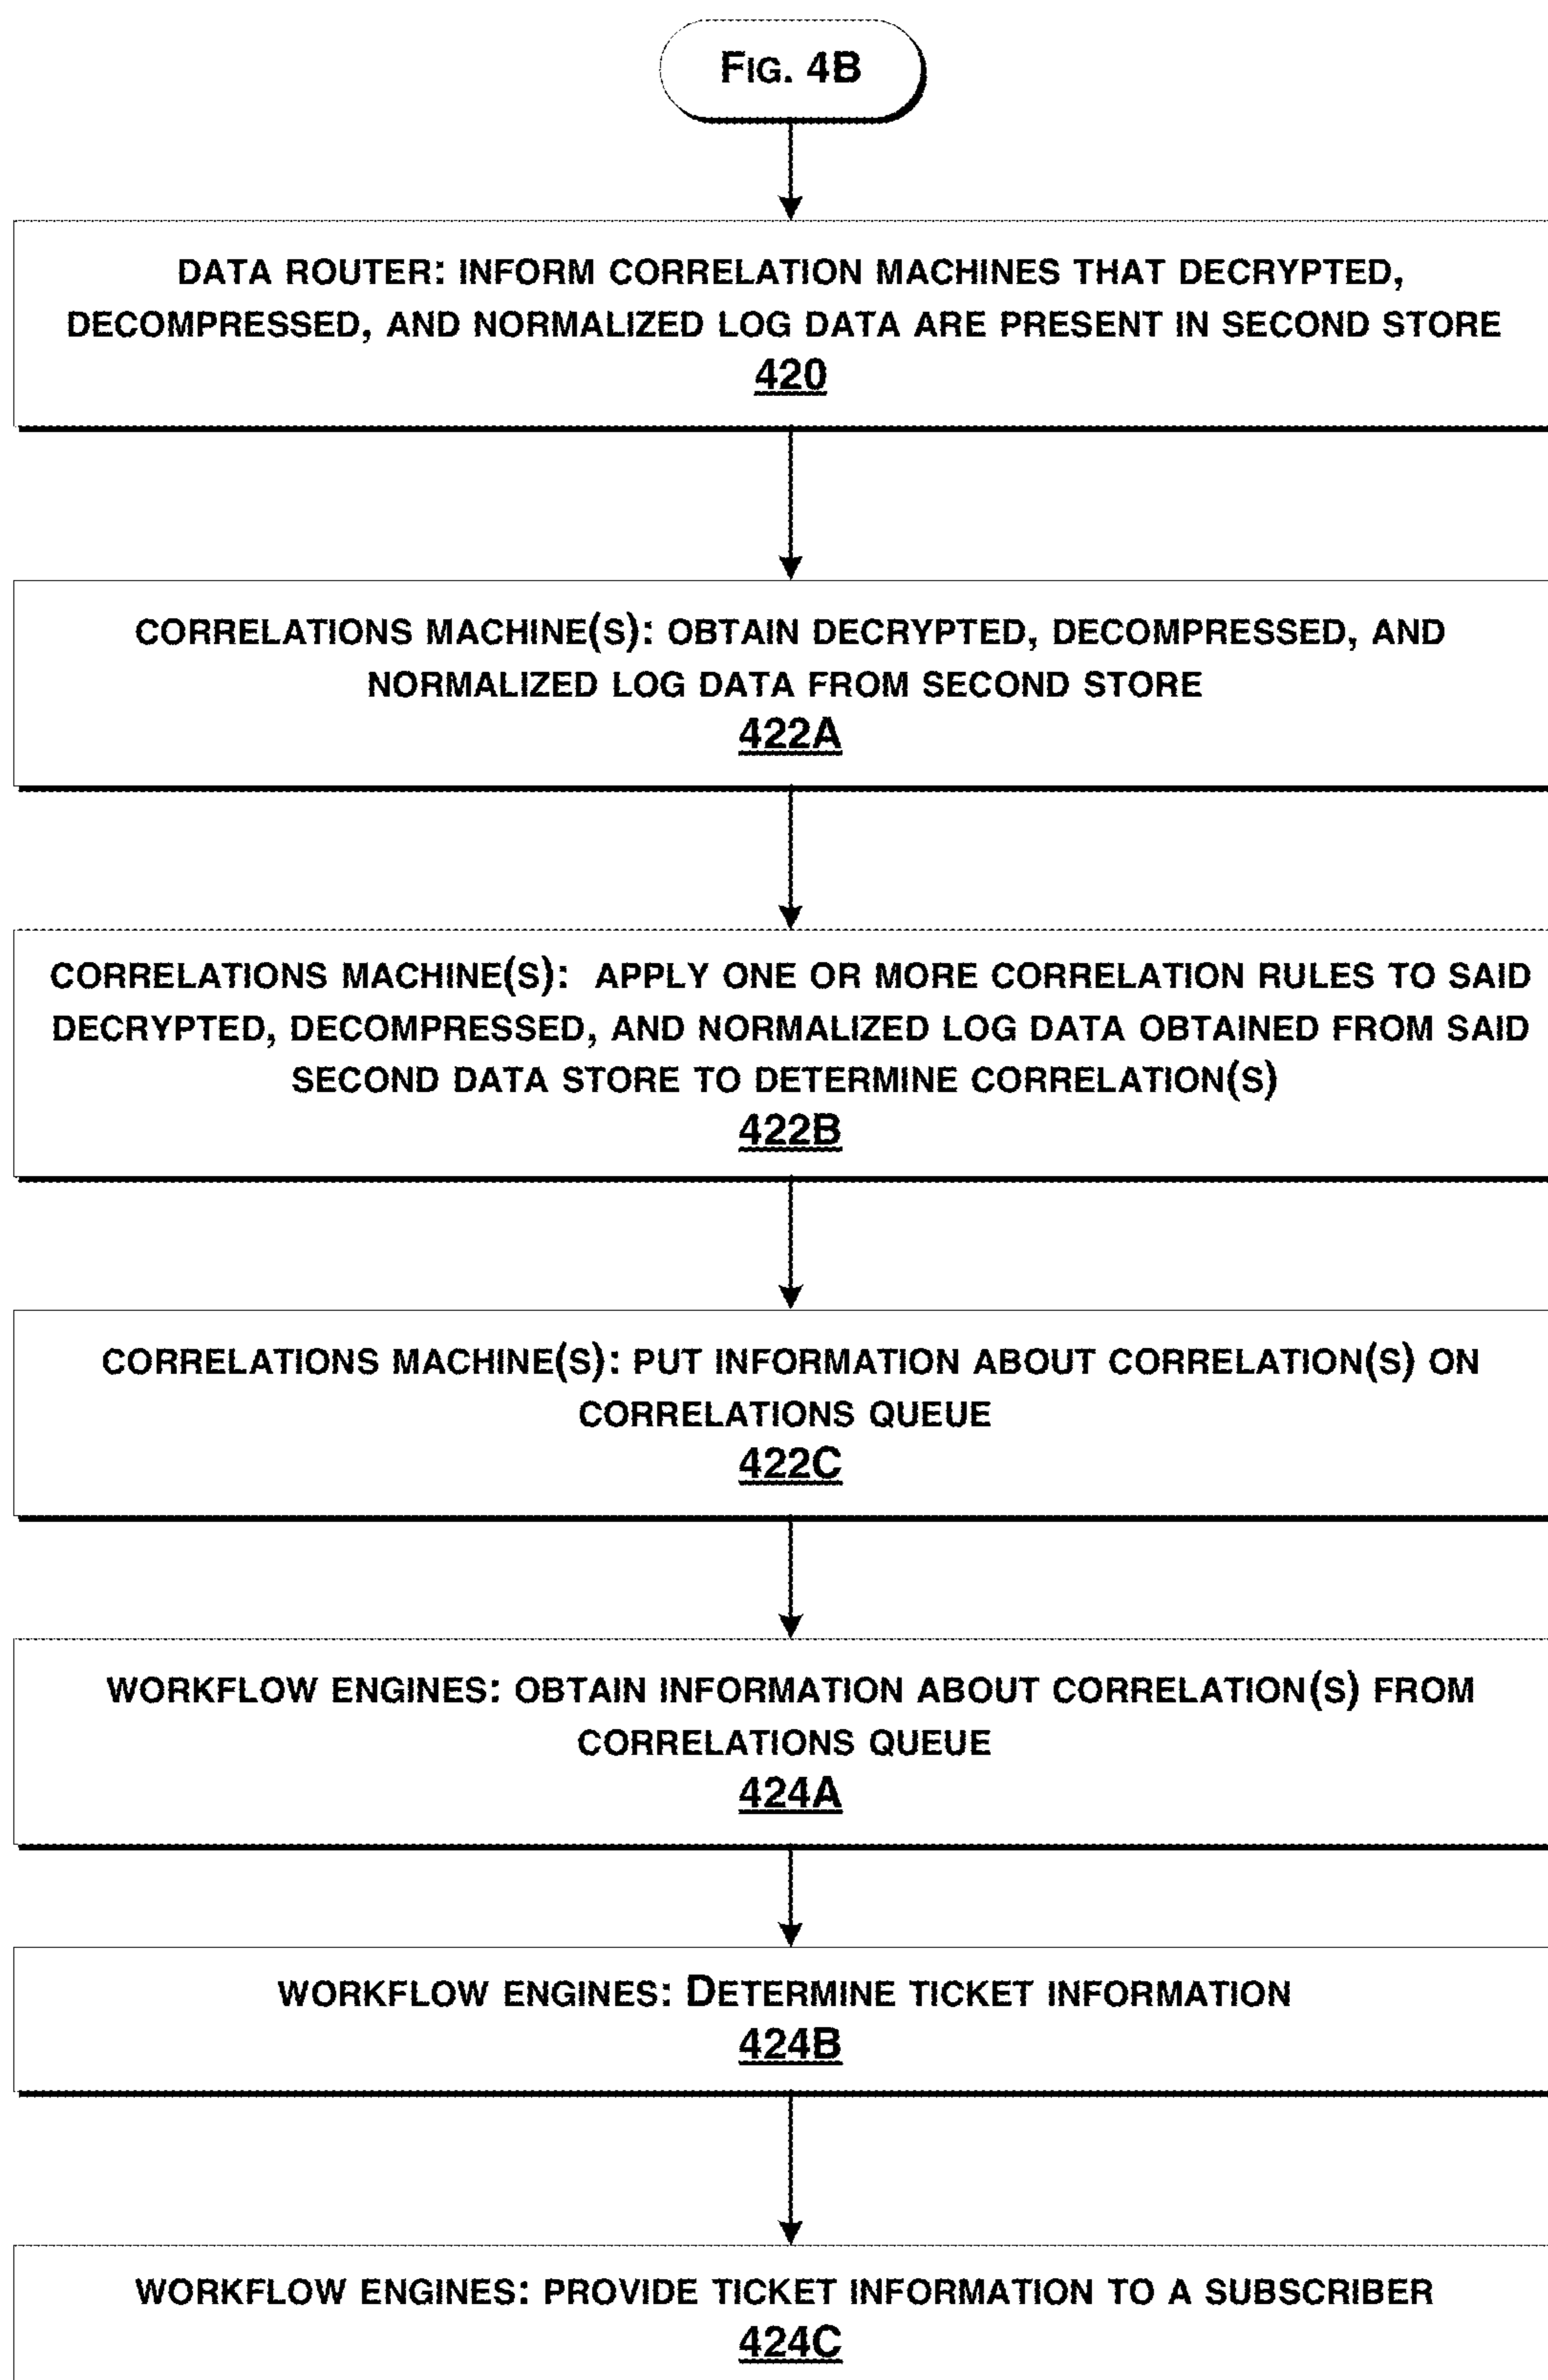 FIG. 4B
DATA ROUTER: INFORM CORRELATION MACHINES THAT DECRYPTED,
DECOMPRESSED, AND NORMALIZED LOG DATA ARE PRESENT IN SECOND STORE
420
CORRELATIONS MACHINE(S): OBTAIN DECRYPTED, DECOMPRESSED, AND
NORMALIZED LOG DATA FROM SECOND STORE
422A
CORRELATIONS MACHINE(S): APPLY ONE OR MORE CORRELATION RULES TO SAID
DECRYPTED, DECOMPRESSED, AND NORMALIZED LOG DATA OBTAINED FROM SAID
SECOND DATA STORE TO DETERMINE CORRELATION(S)
422B
CORRELATIONS MACHINE(S): PUT INFORMATION ABOUT CORRELATION(S) ON
CORRELATIONS QUEUE
422C
WORKFLOW ENGINES: OBTAIN INFORMATION ABOUT CORRELATION(S) FROM
CORRELATIONS QUEUE
424A
WORKFLOW ENGINES: DETERMINE TICKET INFORMATION
424B
WORKFLOW ENGINES: PROVIDE TICKET INFORMATION TO A SUBSCRIBER
424C